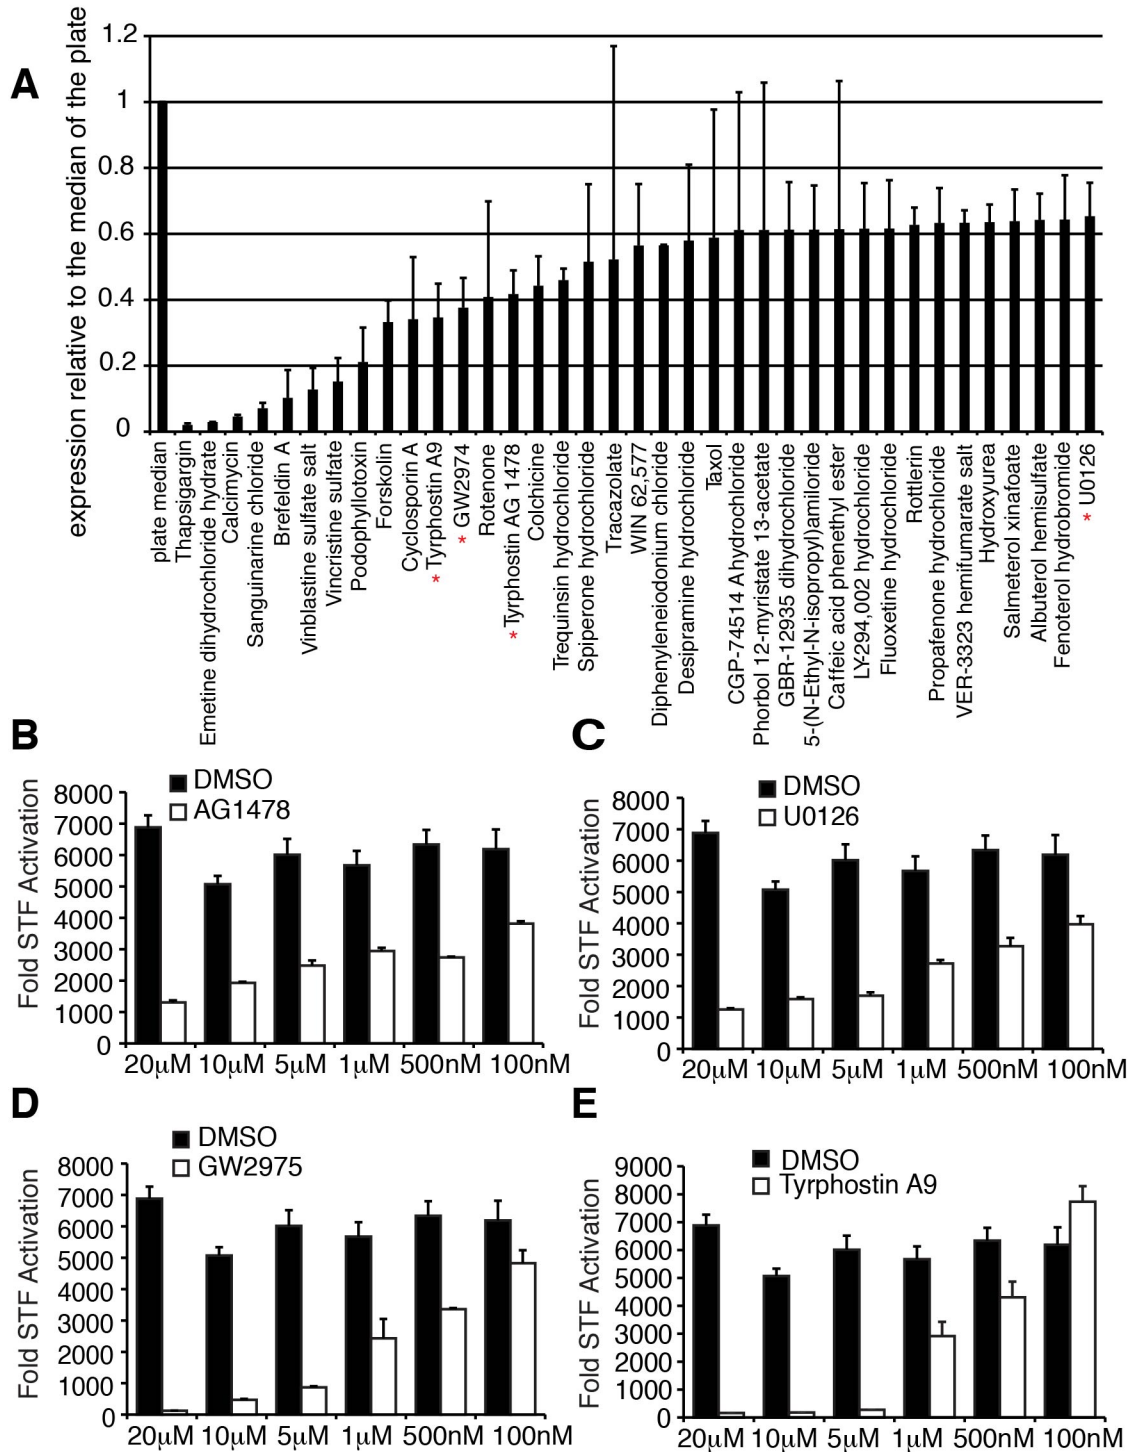 A
expression relative to the median of the plate
1.2
1
0.8
0.6
0.4
0.2
0
plate median
Thapsigargin
Emetine dihydrochloride hydrate
Calcimycin
Sanguinarine chloride
Brefeldin A
Vinblastine sulfate salt
Vincristine sulfate
Podophyllotoxin
Forskolin
Cyclosporin A
* Tyrphostin A9
* GW2974
Rotenone
* Tyrphostin AG 1478
Colchicine
Trequinsin hydrochloride
Spiperone hydrochloride
Tracazolate
WIN 62,577
Diphenyleneiodonium chloride
Desipramine hydrochloride
Taxol
CGP-74514 A hydrochloride
Phorbol 12-myristate 13-acetate
GBR-12935 dihydrochloride
5-(N-Ethyl-N-isopropyl)amiloride
Caffeic acid phenethyl ester
LY-294,002 hydrochloride
Fluoxetine hydrochloride
Rottlerin
Propafenone hydrochloride
VER-3323 hemifumarate salt
Hydroxyurea
Salmeterol xinafoate
Albuterol hemisulfate
Fenoterol hydrobromide
* U0126
B
DMSO
AG1478
Fold STF Activation
8000
7000
6000
5000
4000
3000
2000
1000
0
20µM 10µM 5µM 1µM 500nM 100nM
C
DMSO
U0126
Fold STF Activation
8000
7000
6000
5000
4000
3000
2000
1000
0
20µM 10µM 5µM 1µM 500nM 100nM
D
DMSO
GW2975
Fold STF Activation
8000
7000
6000
5000
4000
3000
2000
1000
0
20µM 10µM 5µM 1µM 500nM 100nM
E
DMSO
Tyrphostin A9
Fold STF Activation
9000
8000
7000
6000
5000
4000
3000
2000
1000
0
20µM 10µM 5µM 1µM 500nM 100nM